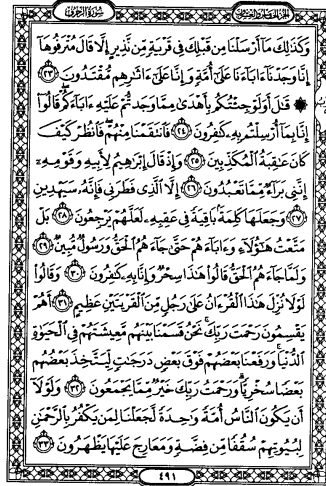 الجزء الخامس والعشرون سورة الزخرف
وَكَذَٰلِكَ مَآ أَرْسَلْنَا مِن قَبْلِكَ فِى قَرْيَةٍ مِّن نَّذِيرٍ إِلَّا قَالَ مُتْرَفُوهَآ
إِنَّا وَجَدْنَآ ءَابَآءَنَا عَلَىٰٓ أُمَّةٍ وَإِنَّا عَلَىٰٓ ءَاثَٰرِهِم مُّقْتَدُونَ ٢٣
۞ قَٰلَ أَوَلَوْ جِئْتُكُم بِأَهْدَىٰ مِمَّا وَجَدتُّمْ عَلَيْهِ ءَابَآءَكُمْ ۖ قَالُوٓا۟
إِنَّا بِمَآ أُرْسِلْتُم بِهِۦ كَٰفِرُونَ ٢٤ فَٱنتَقَمْنَا مِنْهُمْ ۖ فَٱنظُرْ كَيْفَ
كَانَ عَٰقِبَةُ ٱلْمُكَذِّبِينَ ٢٥ وَإِذْ قَالَ إِبْرَٰهِيمُ لِأَبِيهِ وَقَوْمِهِۦٓ
إِنَّنِى بَرَآءٌ مِّمَّا تَعْبُدُونَ ٢٦ إِلَّا ٱلَّذِى فَطَرَنِى فَإِنَّهُۥ سَيَهْدِينِ
٢٧ وَجَعَلَهَا كَلِمَةًۢ بَاقِيَةً فِى عَقِبِهِۦ لَعَلَّهُمْ يَرْجِعُونَ ٢٨ بَلْ
مَتَّعْتُ هَٰٓؤُلَآءِ وَءَابَآءَهُمْ حَتَّىٰ جَآءَهُمُ ٱلْحَقُّ وَرَسُولٌ مُّبِينٌ ٢٩
وَلَمَّا جَآءَهُمُ ٱلْحَقُّ قَالُوا۟ هَٰذَا سِحْرٌ وَإِنَّا بِهِۦ كَٰفِرُونَ ٣٠ وَقَالُوا۟
لَوْلَا نُزِّلَ هَٰذَا ٱلْقُرْءَانُ عَلَىٰ رَجُلٍ مِّنَ ٱلْقَرْيَتَيْنِ عَظِيمٍ ٣١ أَهُمْ
يَقْسِمُونَ رَحْمَتَ رَبِّكَ ۚ نَحْنُ قَسَمْنَا بَيْنَهُم مَّعِيشَتَهُمْ فِى ٱلْحَيَوٰةِ
ٱلدُّنْيَا ۚ وَرَفَعْنَا بَعْضَهُمْ فَوْقَ بَعْضٍ دَرَجَٰتٍ لِّيَتَّخِذَ بَعْضُهُم
بَعْضًا سُخْرِيًّا ۗ وَرَحْمَتُ رَبِّكَ خَيْرٌ مِّمَّا يَجْمَعُونَ ٣٢ وَلَوْلَآ
أَن يَكُونَ ٱلنَّاسُ أُمَّةً وَٰحِدَةً لَّجَعَلْنَا لِمَن يَكْفُرُ بِٱلرَّحْمَٰنِ
لِبُيُوتِهِمْ سُقُفًا مِّن فِضَّةٍ وَمَعَارِجَ عَلَيْهَا يَظْهَرُونَ ٣٣
٤٩١